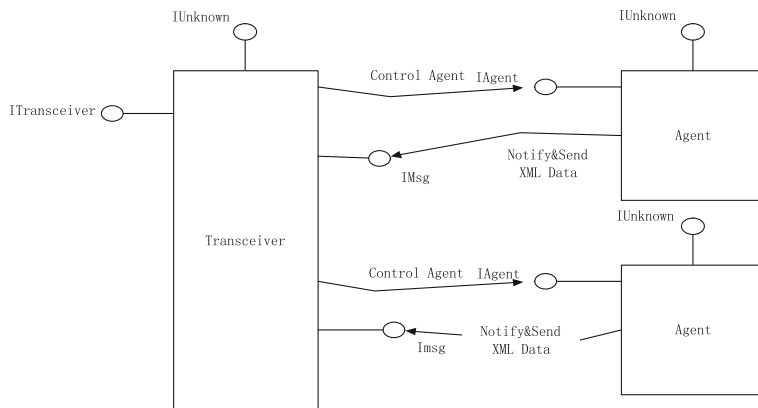 IUnknown
IUnknown
Control Agent IAgent
ITransceiver
Agent
Notify&Send
XML Data
IMsg
IUnknown
Transceiver
Control Agent IAgent
Notify&Send
XML Data
Imsg
Agent